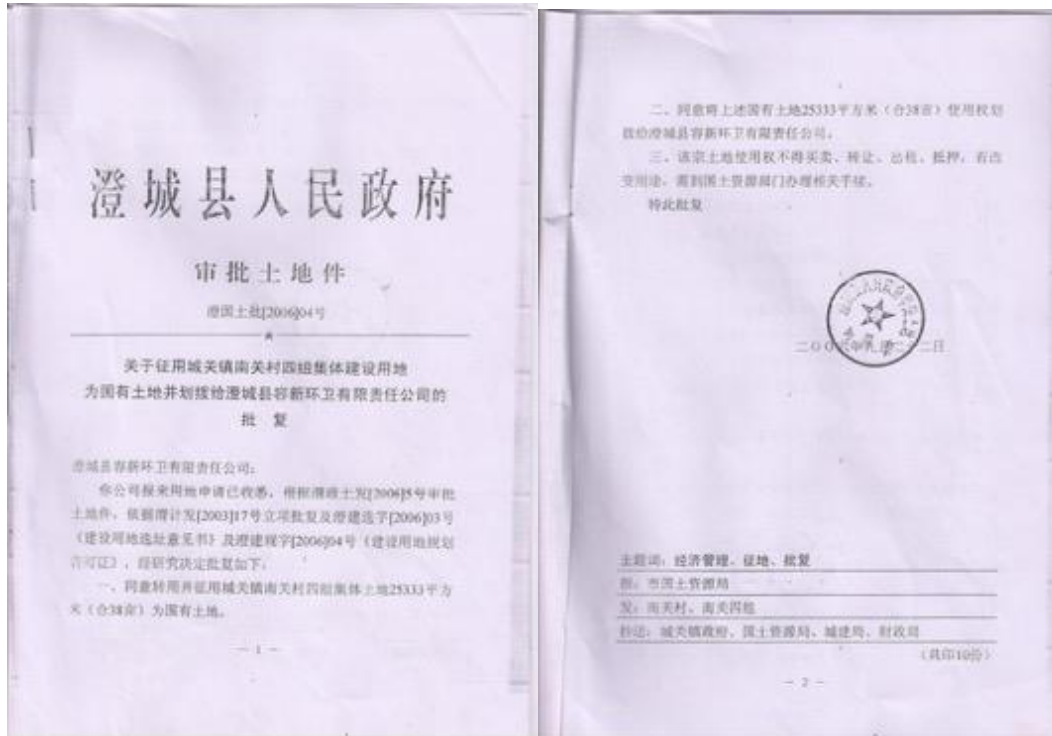 澄城县人民政府
审批土地件
澄国土批[2006]04号
关于征用城关镇南关村四组集体建设用地
为国有土地并划拨给澄城县容新环卫有限责任公司的
批 复
澄城县容新环卫有限责任公司:
你公司报来用地申请已收悉,根据渭政土发[2006]5号审批
土地件,依据渭计发[2003]17号立项批复及澄建选字[2006]03号
《建设用地选址意见书》及澄建规字[2006]04号《建设用地规划
许可证》,经研究决定批复如下:
一、同意转用并征用城关镇南关村四组集体土地25333平方
米(合38亩)为国有土地。
— 1 —
二、同意将上述国有土地25333平方米(合38亩)使用权划
拨给澄城县容新环卫有限责任公司。
三、该宗土地使用权不得买卖、转让、出租、抵押,若改
变用途,需到国土资源部门办理相关手续。
特此批复
二〇〇六年九月二十二日
主题词:经济管理、征地、批复
报:市国土资源局
发:南关村、南关四组
抄送:城关镇政府、国土资源局、城建局、财政局
(共印10份)
— 2 —